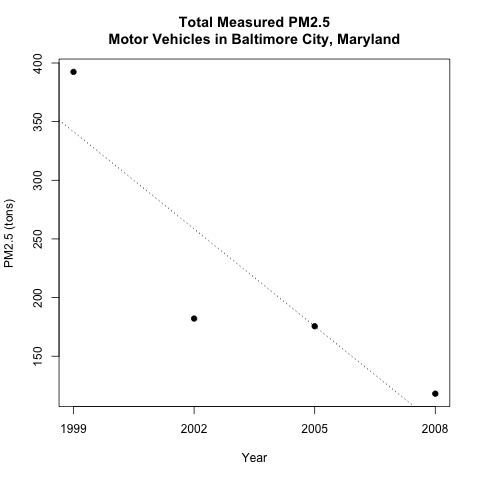 Total Measured PM2.5
Motor Vehicles in Baltimore City, Maryland
PM2.5 (tons)
400
350
300
250
200
150
1999 2002 2005 2008
Year